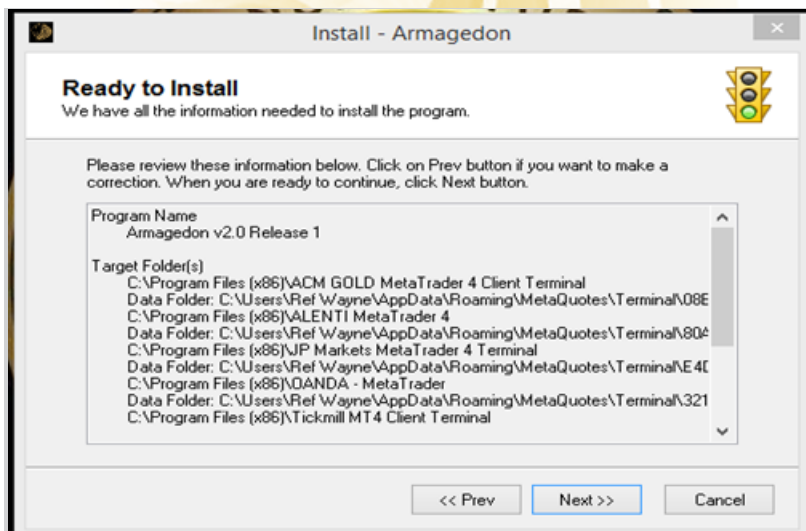 Install - Armagedon
Ready to Install
We have all the information needed to install the program.
Please review these information below. Click on Prev button if you want to make a
correction. When you are ready to continue, click Next button.
Program Name
Armagedon v2.0 Release 1
Target Folder(s)
C:\Program Files (x86)\ACM GOLD MetaTrader 4 Client Terminal
Data Folder: C:\Users\Ref Wayne\AppData\Roaming\MetaQuotes\Terminal\08E
C:\Program Files (x86)\ALENTI MetaTrader 4
Data Folder: C:\Users\Ref Wayne\AppData\Roaming\MetaQuotes\Terminal\80A
C:\Program Files (x86)\JP Markets MetaTrader 4 Terminal
Data Folder: C:\Users\Ref Wayne\AppData\Roaming\MetaQuotes\Terminal\E4D
C:\Program Files (x86)\OANDA - MetaTrader
Data Folder: C:\Users\Ref Wayne\AppData\Roaming\MetaQuotes\Terminal\321
C:\Program Files (x86)\Tickmill MT4 Client Terminal
<< Prev
Next >>
Cancel